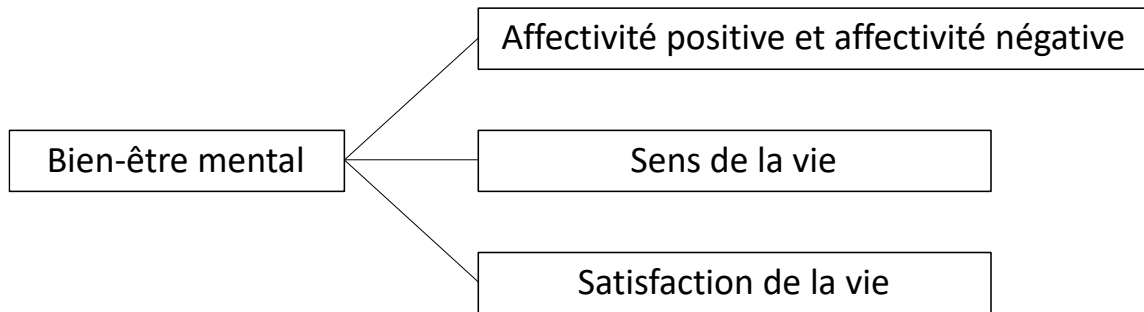 Affectivité positive et affectivité négative
Bien-être mental
Sens de la vie
Satisfaction de la vie